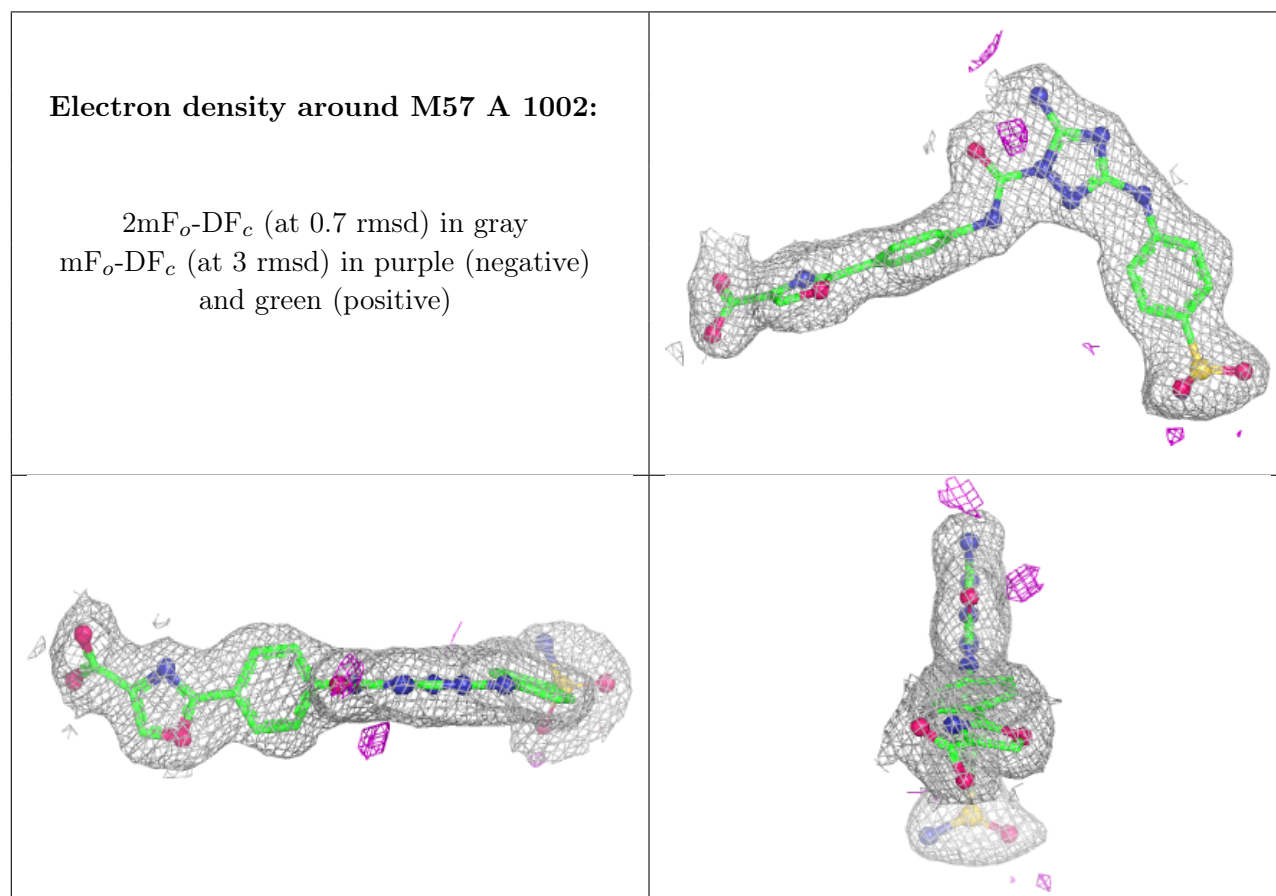 Electron density around M57 A 1002:
2mFo-DFc (at 0.7 rmsd) in gray
mFo-DFc (at 3 rmsd) in purple (negative)
and green (positive)